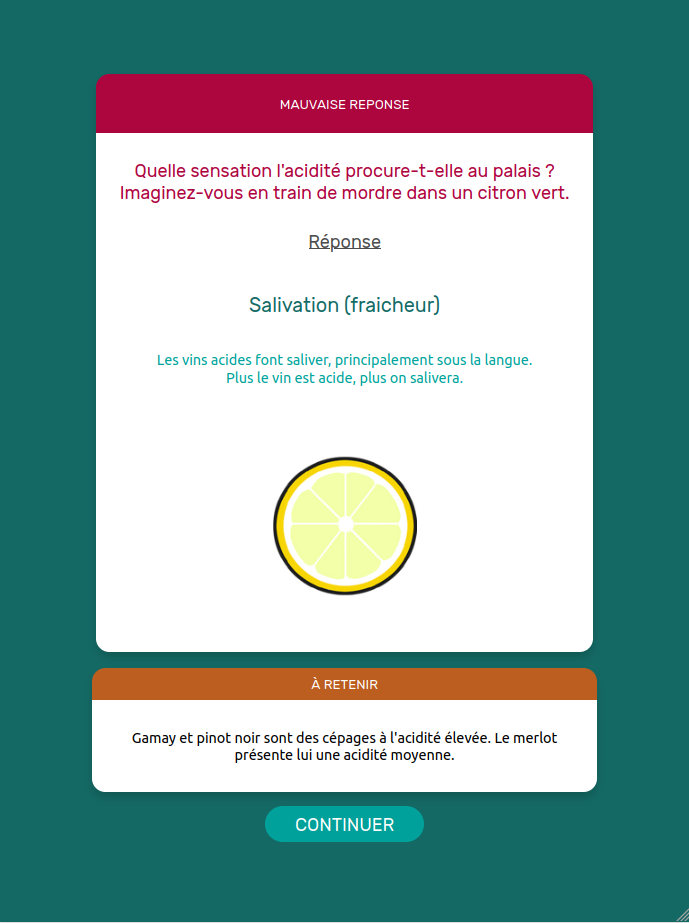 MAUVAISE REPONSE
Quelle sensation l'acidité procure-t-elle au palais ?
Imaginez-vous en train de mordre dans un citron vert.
Réponse
Salivation (fraicheur)
Les vins acides font saliver, principalement sous la langue.
Plus le vin est acide, plus on salivera.
À RETENIR
Gamay et pinot noir sont des cépages à l'acidité élevée. Le merlot
présente lui une acidité moyenne.
CONTINUER